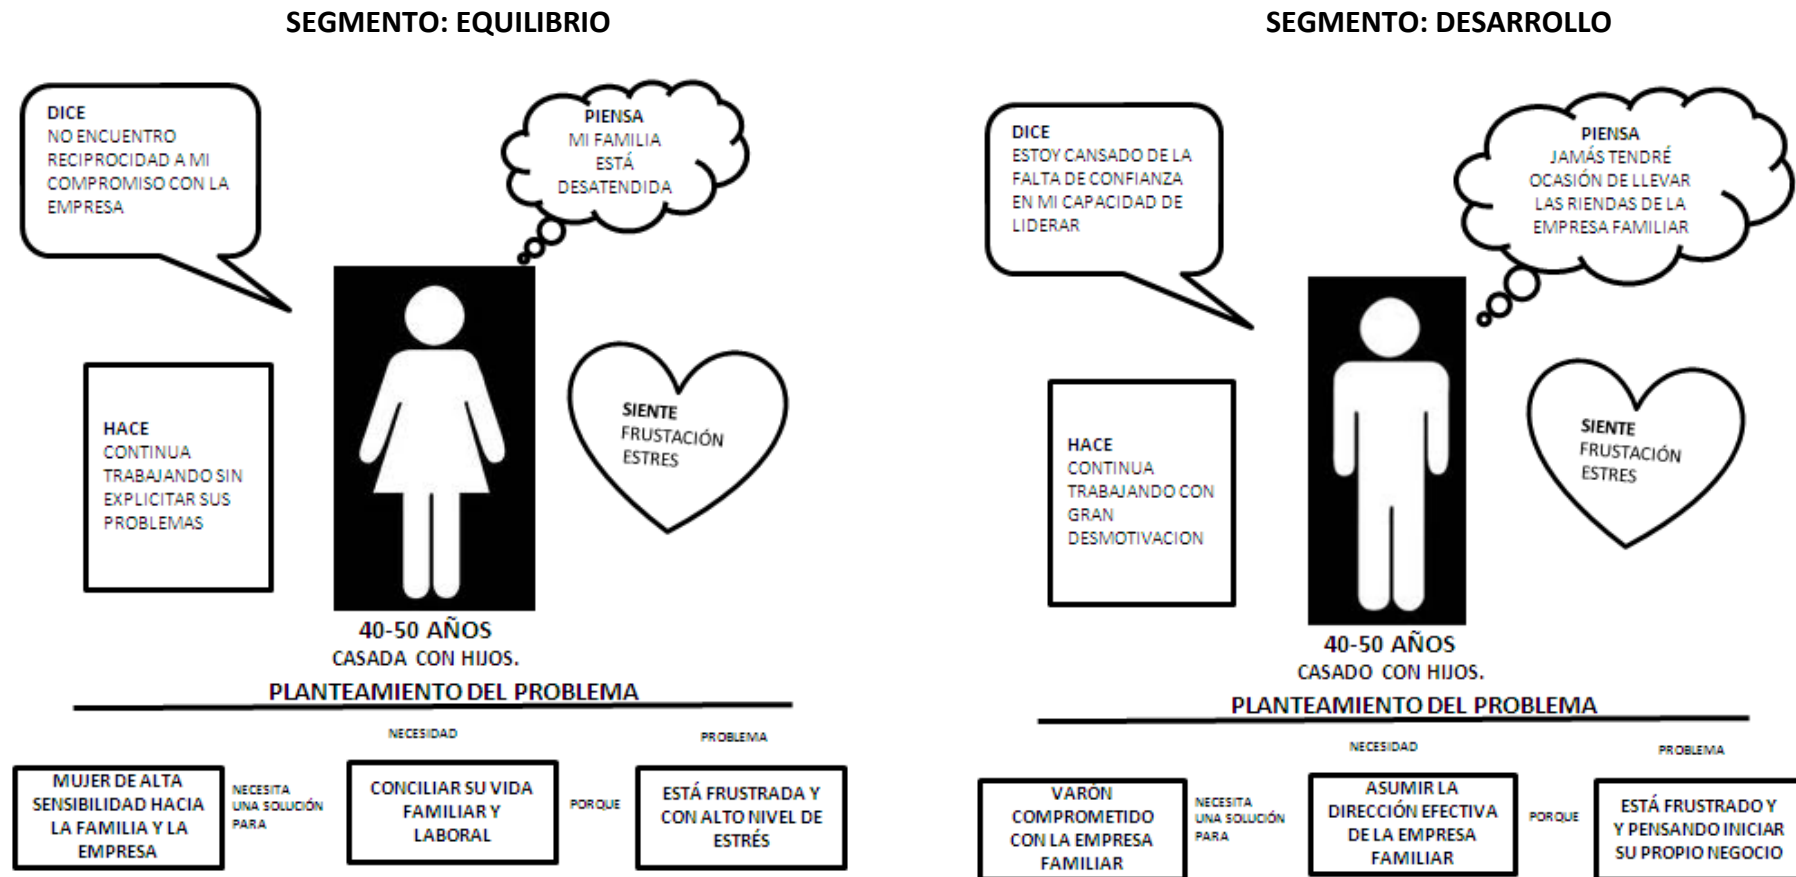 SEGMENTO: EQUILIBRIO
DICE
NO ENCUENTRO
RECIPROCIDAD A MI
COMPROMISO CON LA
EMPRESA
PIENSA
MI FAMILIA
ESTÁ
DESATENDIDA
HACE
CONTINUA
TRABAJANDO SIN
EXPLICITAR SUS
PROBLEMAS
SIENTE
FRUSTACIÓN
ESTRES
40-50 AÑOS
CASADA CON HIJOS.
PLANTEAMIENTO DEL PROBLEMA
NECESIDAD
PROBLEMA
MUJER DE ALTA
SENSIBILIDAD HACIA
LA FAMILIA Y LA
EMPRESA
NECESITA
UNA SOLUCIÓN
PARA
CONCILIAR SU VIDA
FAMILIAR Y
LABORAL
PORQUE
ESTÁ FRUSTRADA Y
CON ALTO NIVEL DE
ESTRÉS
SEGMENTO: DESARROLLO
DICE
ESTOY CANSADO DE LA
FALTA DE CONFIANZA
EN MI CAPACIDAD DE
LIDERAR
PIENSA
JAMÁS TENDRÉ
OCASIÓN DE LLEVAR
LAS RIENDAS DE LA
EMPRESA FAMILIAR
HACE
CONTINUA
TRABAJANDO CON
GRAN
DESMOTIVACION
SIENTE
FRUSTACIÓN
ESTRES
40-50 AÑOS
CASADO CON HIJOS.
PLANTEAMIENTO DEL PROBLEMA
NECESIDAD
PROBLEMA
VARÓN
COMPROMETIDO
CON LA EMPRESA
FAMILIAR
NECESITA
UNA SOLUCIÓN
PARA
ASUMIR LA
DIRECCIÓN EFECTIVA
DE LA EMPRESA
FAMILIAR
PORQUE
ESTÁ FRUSTRADO Y
Y PENSANDO INICIAR
SU PROPIO NEGOCIO